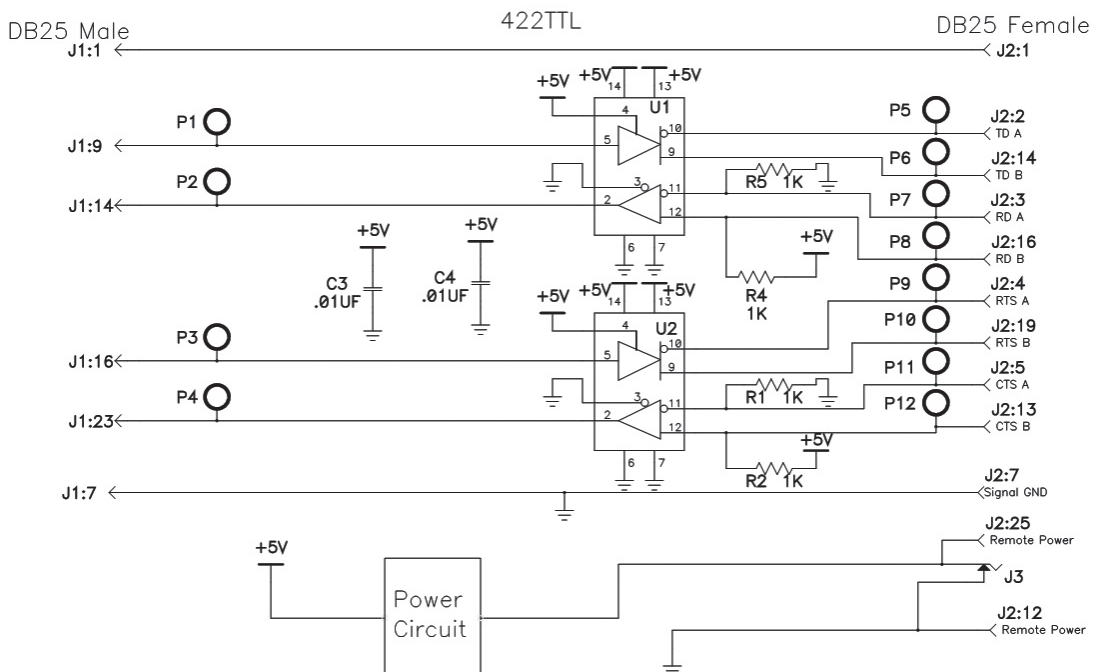 422TTL
DB25 Male
DB25 Female
J1:1
J2:1
+5V
+5V
+5V
14
13
U1
4
P1
P5
J2:2
10
TD A
J1:9
5
9
P6
J2:14
TD B
P2
3
11
R5 1K
P7
J2:3
J1:14
2
12
RD A
+5V
+5V
+5V
P8
J2:16
RD B
6
7
C3
.01UF
C4
.01UF
R4
1K
P9
J2:4
RTS A
+5V
+5V
+5V
14
13
U2
4
P3
10
P10
J2:19
RTS B
J1:16
5
9
P11
J2:5
CTS A
P4
3
11
R1 1K
P12
J2:13
CTS B
J1:23
2
12
+5V
6
7
R2 1K
J1:7
J2:7
Signal GND
J2:25
Remote Power
+5V
J3
Power
Circuit
J2:12
Remote Power